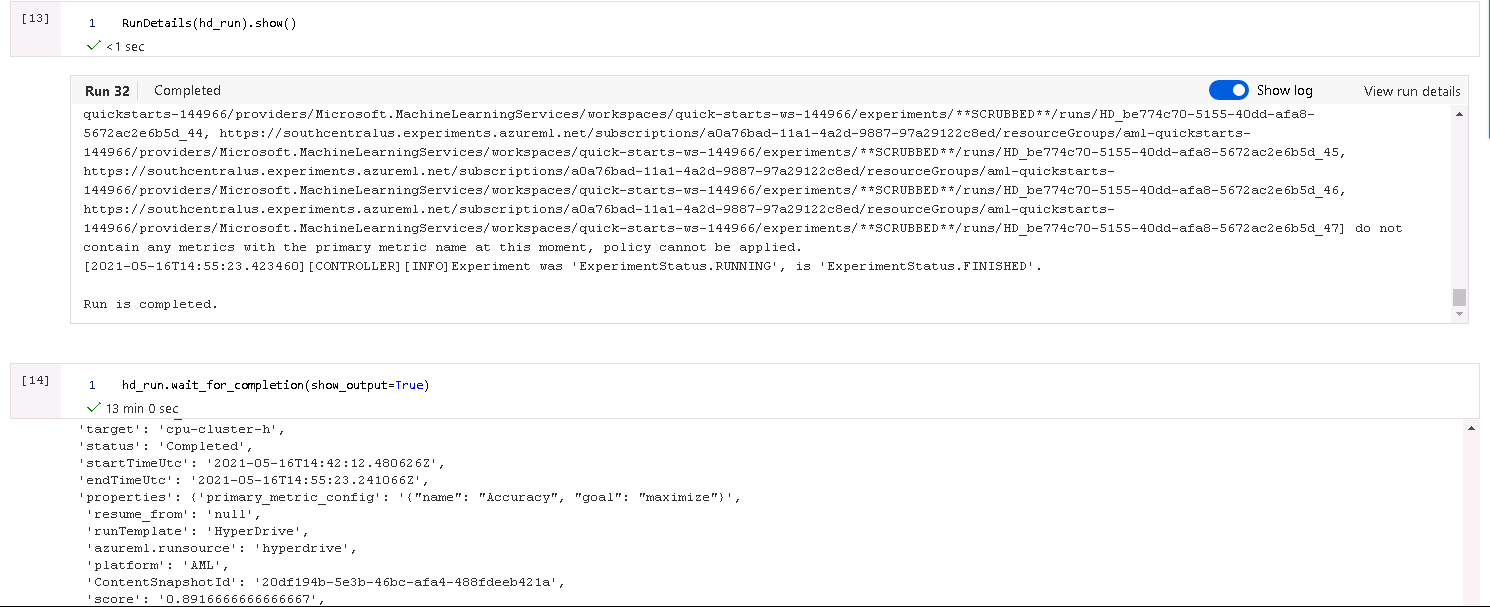 [13]
1 RunDetails(hd_run).show()
<1 sec
Run 32 Completed Show log View run details
quickstarts-144966/providers/Microsoft.MachineLearningServices/workspaces/quick-starts-ws-144966/experiments/**SCRUBBED**/runs/HD_be774c70-5155-40dd-afa8-
5672ac2e6b5d_44, https://southcentralus.experiments.azureml.net/subscriptions/a0a76bad-11a1-4a2d-9887-97a29122c8ed/resourceGroups/aml-quickstarts-
144966/providers/Microsoft.MachineLearningServices/workspaces/quick-starts-ws-144966/experiments/**SCRUBBED**/runs/HD_be774c70-5155-40dd-afa8-5672ac2e6b5d_45,
https://southcentralus.experiments.azureml.net/subscriptions/a0a76bad-11a1-4a2d-9887-97a29122c8ed/resourceGroups/aml-quickstarts-
144966/providers/Microsoft.MachineLearningServices/workspaces/quick-starts-ws-144966/experiments/**SCRUBBED**/runs/HD_be774c70-5155-40dd-afa8-5672ac2e6b5d_46,
https://southcentralus.experiments.azureml.net/subscriptions/a0a76bad-11a1-4a2d-9887-97a29122c8ed/resourceGroups/aml-quickstarts-
144966/providers/Microsoft.MachineLearningServices/workspaces/quick-starts-ws-144966/experiments/**SCRUBBED**/runs/HD_be774c70-5155-40dd-afa8-5672ac2e6b5d_47] do not
contain any metrics with the primary metric name at this moment, policy cannot be applied.
[2021-05-16T14:55:23.423460][CONTROLLER][INFO]Experiment was 'ExperimentStatus.RUNNING', is 'ExperimentStatus.FINISHED'.
Run is completed.
[14]
1 hd_run.wait_for_completion(show_output=True)
13 min 0 sec
'target': 'cpu-cluster-h',
'status': 'Completed',
'startTimeUtc': '2021-05-16T14:42:12.480626Z',
'endTimeUtc': '2021-05-16T14:55:23.241066Z',
'properties': {'primary_metric_config': '{"name": "Accuracy", "goal": "maximize"}',
'resume_from': 'null',
'runTemplate': 'HyperDrive',
'azureml.runsource': 'hyperdrive',
'platform': 'AML',
'ContentSnapshotId': '20df194b-5e3b-46bc-afa4-488fdeeb421a',
'score': '0.8916666666666667',